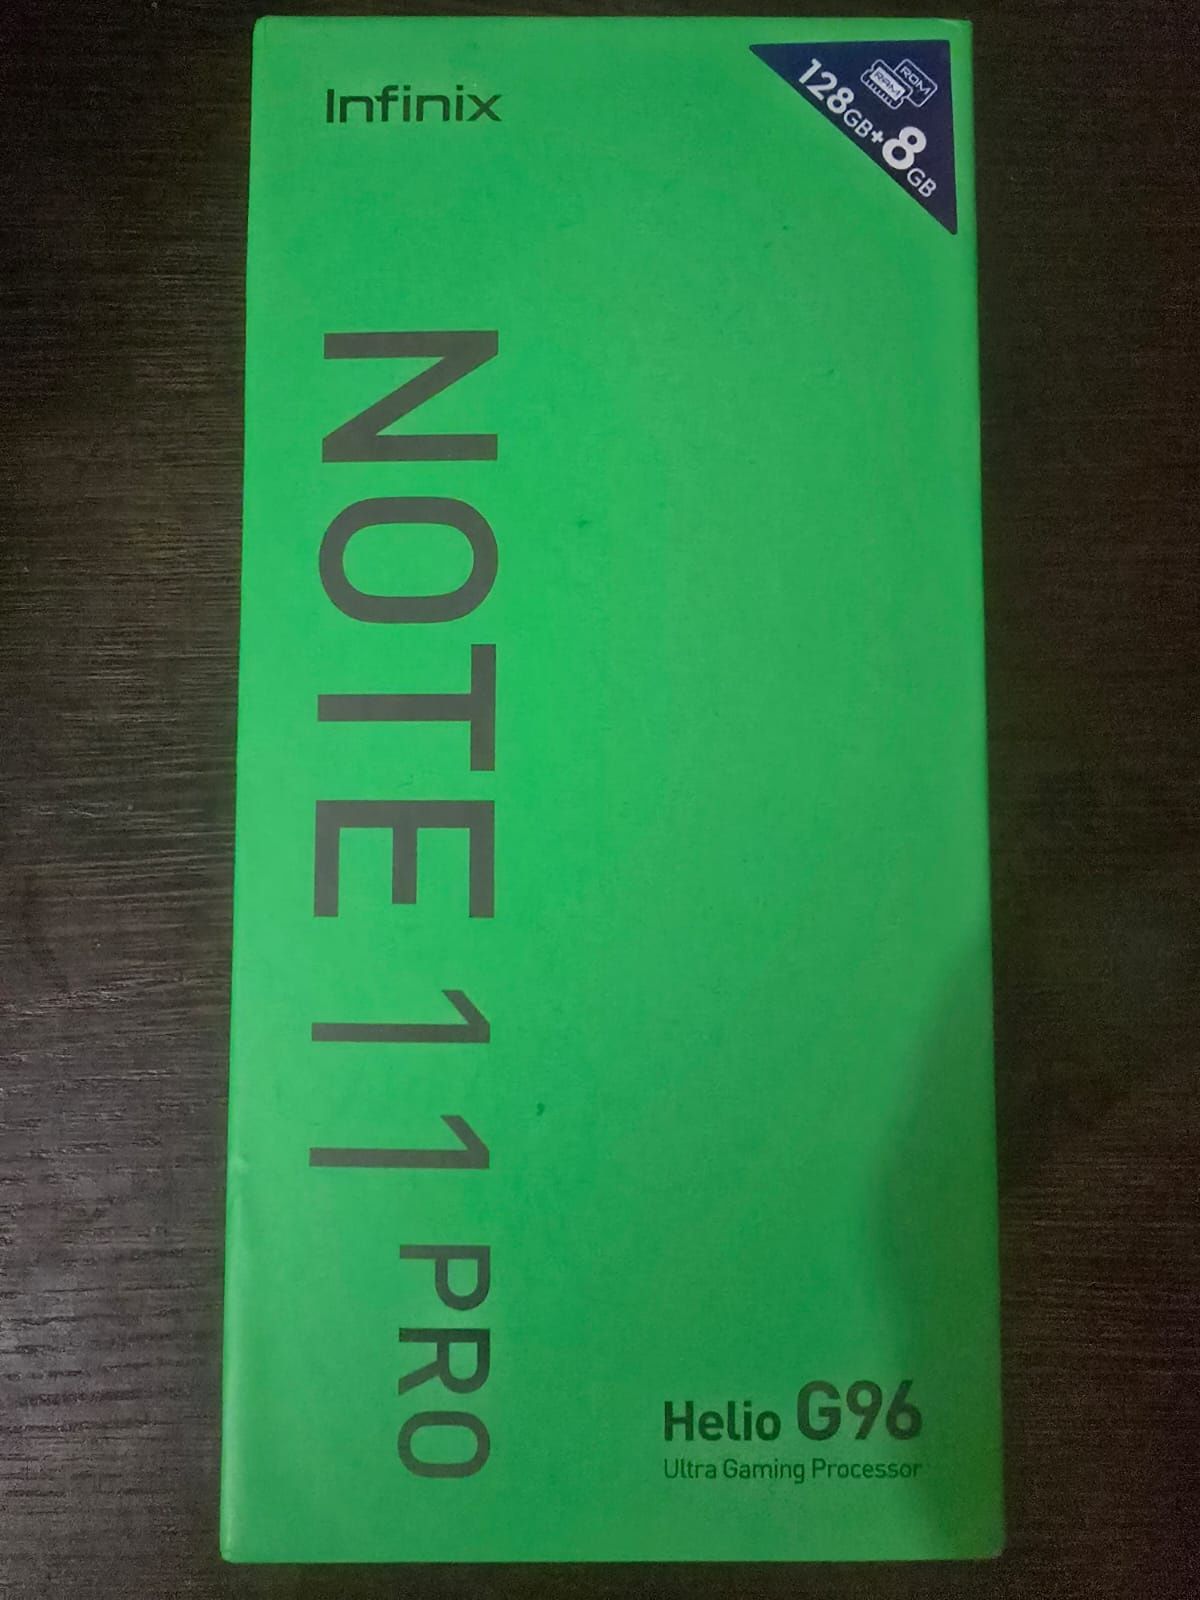 Infinix
ROM
RAM
128GB+8GB
NOTE 11 PRO
Helio G96
Ultra Gaming Processor